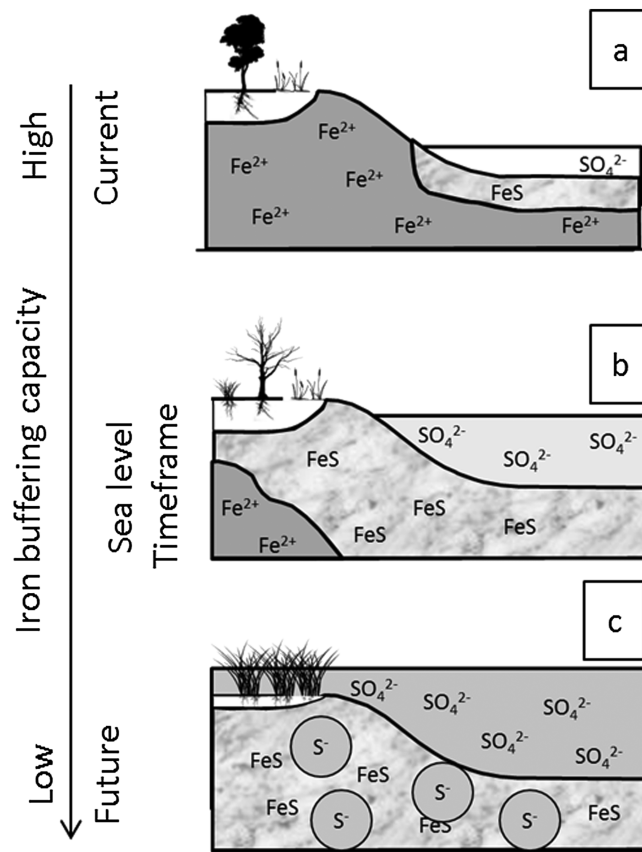 High
Iron buffering capacity
Low
Current
Sea level
Timeframe
Future
a
Fe²⁺
Fe²⁺
Fe²⁺
Fe²⁺
Fe²⁺
Fe²⁺
SO₄²⁻
FeS
b
SO₄²⁻
SO₄²⁻
SO₄²⁻
FeS
FeS
FeS
FeS
Fe²⁺
Fe²⁺
c
SO₄²⁻
SO₄²⁻
SO₄²⁻
SO₄²⁻
SO₄²⁻
S⁻
FeS
FeS
S⁻
FeS
S⁻
FeS
S⁻
FeS